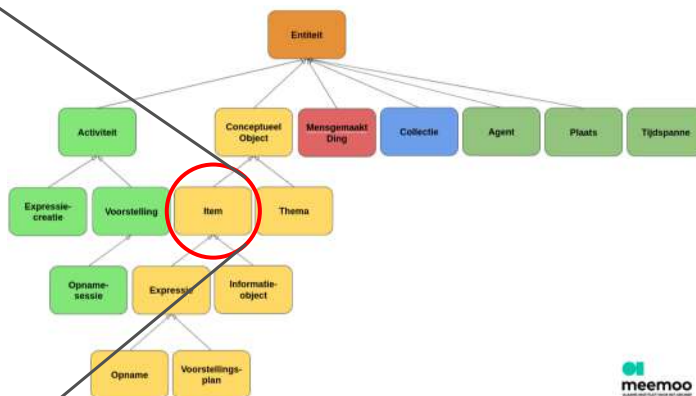 Entiteit
Activiteit
Conceptueel
Object
Mensgemaakt
Ding
Collectie
Agent
Plaats
Tijdspanne
Expressie-
creatie
Voorstelling
Item
Thema
Opname-
sessie
Expressie
Informatie-
object
Opname
Voorstellings-
plan
meemoo